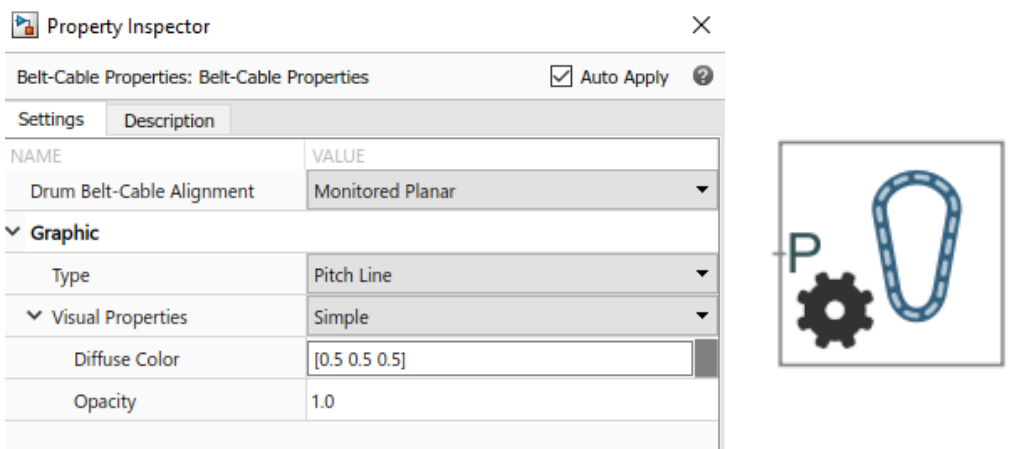 Property Inspector
Belt-Cable Properties: Belt-Cable Properties Auto Apply
Settings Description
NAME VALUE
Drum Belt-Cable Alignment Monitored Planar
Graphic
Type Pitch Line
Visual Properties Simple
Diffuse Color [0.5 0.5 0.5]
Opacity 1.0
P